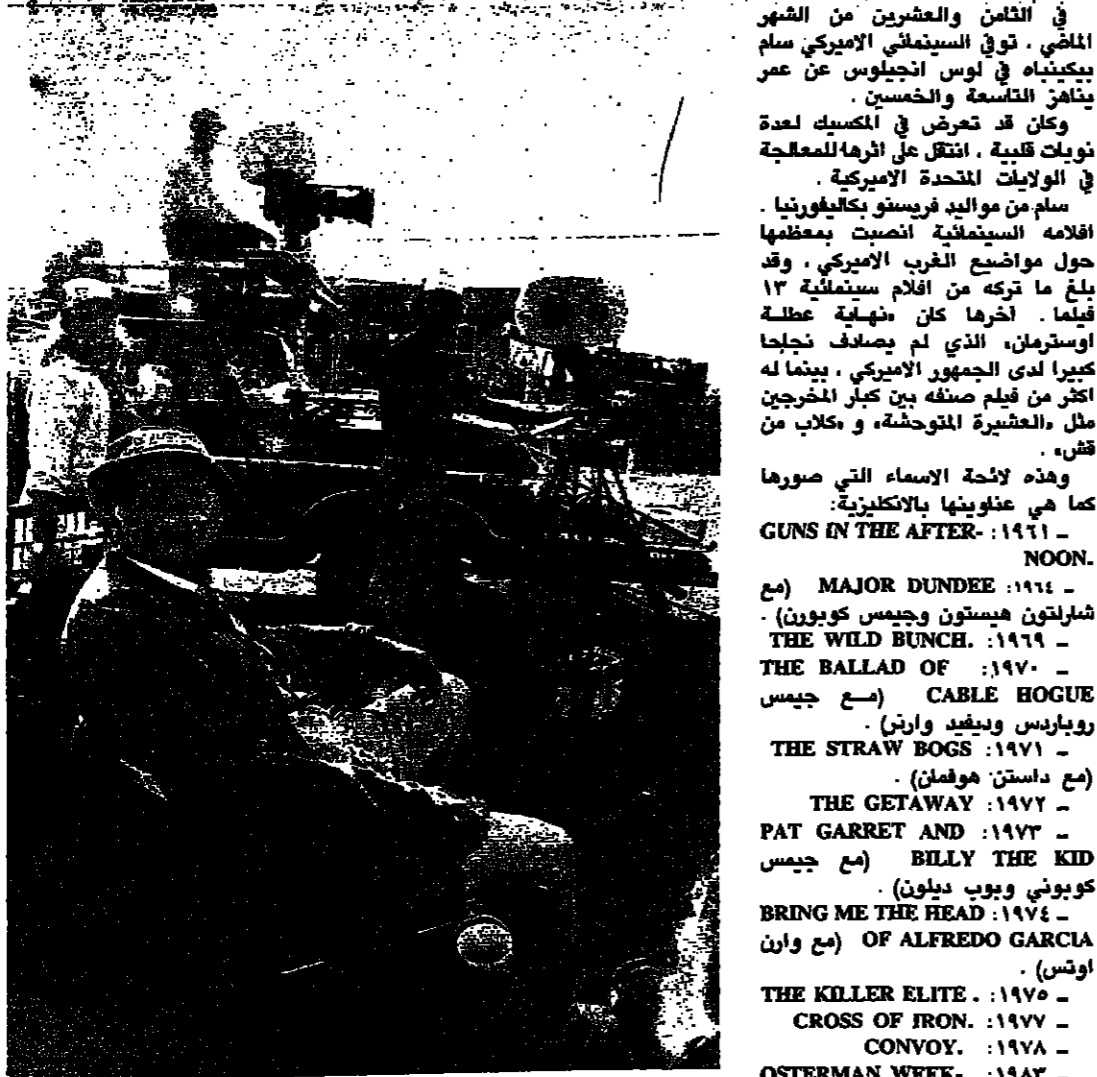 في الثامن والعشرين من الشهر
الماضي ، توفي السينمائي الاميركي سام
بيكينباه في لوس انجيلوس عن عمر
يناهز التاسعة والخمسين .
وكان قد تعرض في المكسيك لعدة
نوبات قلبية ، انتقل على اثرها للمعالجة
في الولايات المتحدة الاميركية .
سام من مواليد فريسنو بكاليفورنيا .
افلامه السينمائية انصبت بمعظمها
حول مواضيع الغرب الاميركي ، وقد
بلغ ما تركه من افلام سينمائية ١٣
فيلما . آخرها كان «نهاية عطلة
اوسترمان» الذي لم يصادف نجاحا
كبيرا لدى الجمهور الاميركي ، بينما له
اكثر من فيلم صنفه بين كبار المخرجين
مثل «العشيرة المتوحشة» و «كلاب من
قش» .
وهذه لائحة الاسماء التي صورها
كما هي عناوينها بالانكليزية:
ـ ١٩٦١: GUNS IN THE AFTER-
NOON.
ـ ١٩٦٤: MAJOR DUNDEE (مع
شارلتون هيستون وجيمس كوبورن) .
ـ ١٩٦٩: THE WILD BUNCH.
ـ ١٩٧٠: THE BALLAD OF
CABLE HOGUE (مع جيمس
روباردس وديفيد وارنر) .
ـ ١٩٧١: THE STRAW BOGS
(مع داستن هوفمان) .
ـ ١٩٧٢: THE GETAWAY
ـ ١٩٧٣: PAT GARRET AND
BILLY THE KID (مع جيمس
كوبوني وبوب ديلون) .
ـ ١٩٧٤: BRING ME THE HEAD
OF ALFREDO GARCIA (مع وارن
اوتس) .
ـ ١٩٧٥: THE KILLER ELITE .
ـ ١٩٧٧: CROSS OF IRON.
ـ ١٩٧٨: CONVOY.
ـ ١٩٨٣: OSTERMAN WEEK-